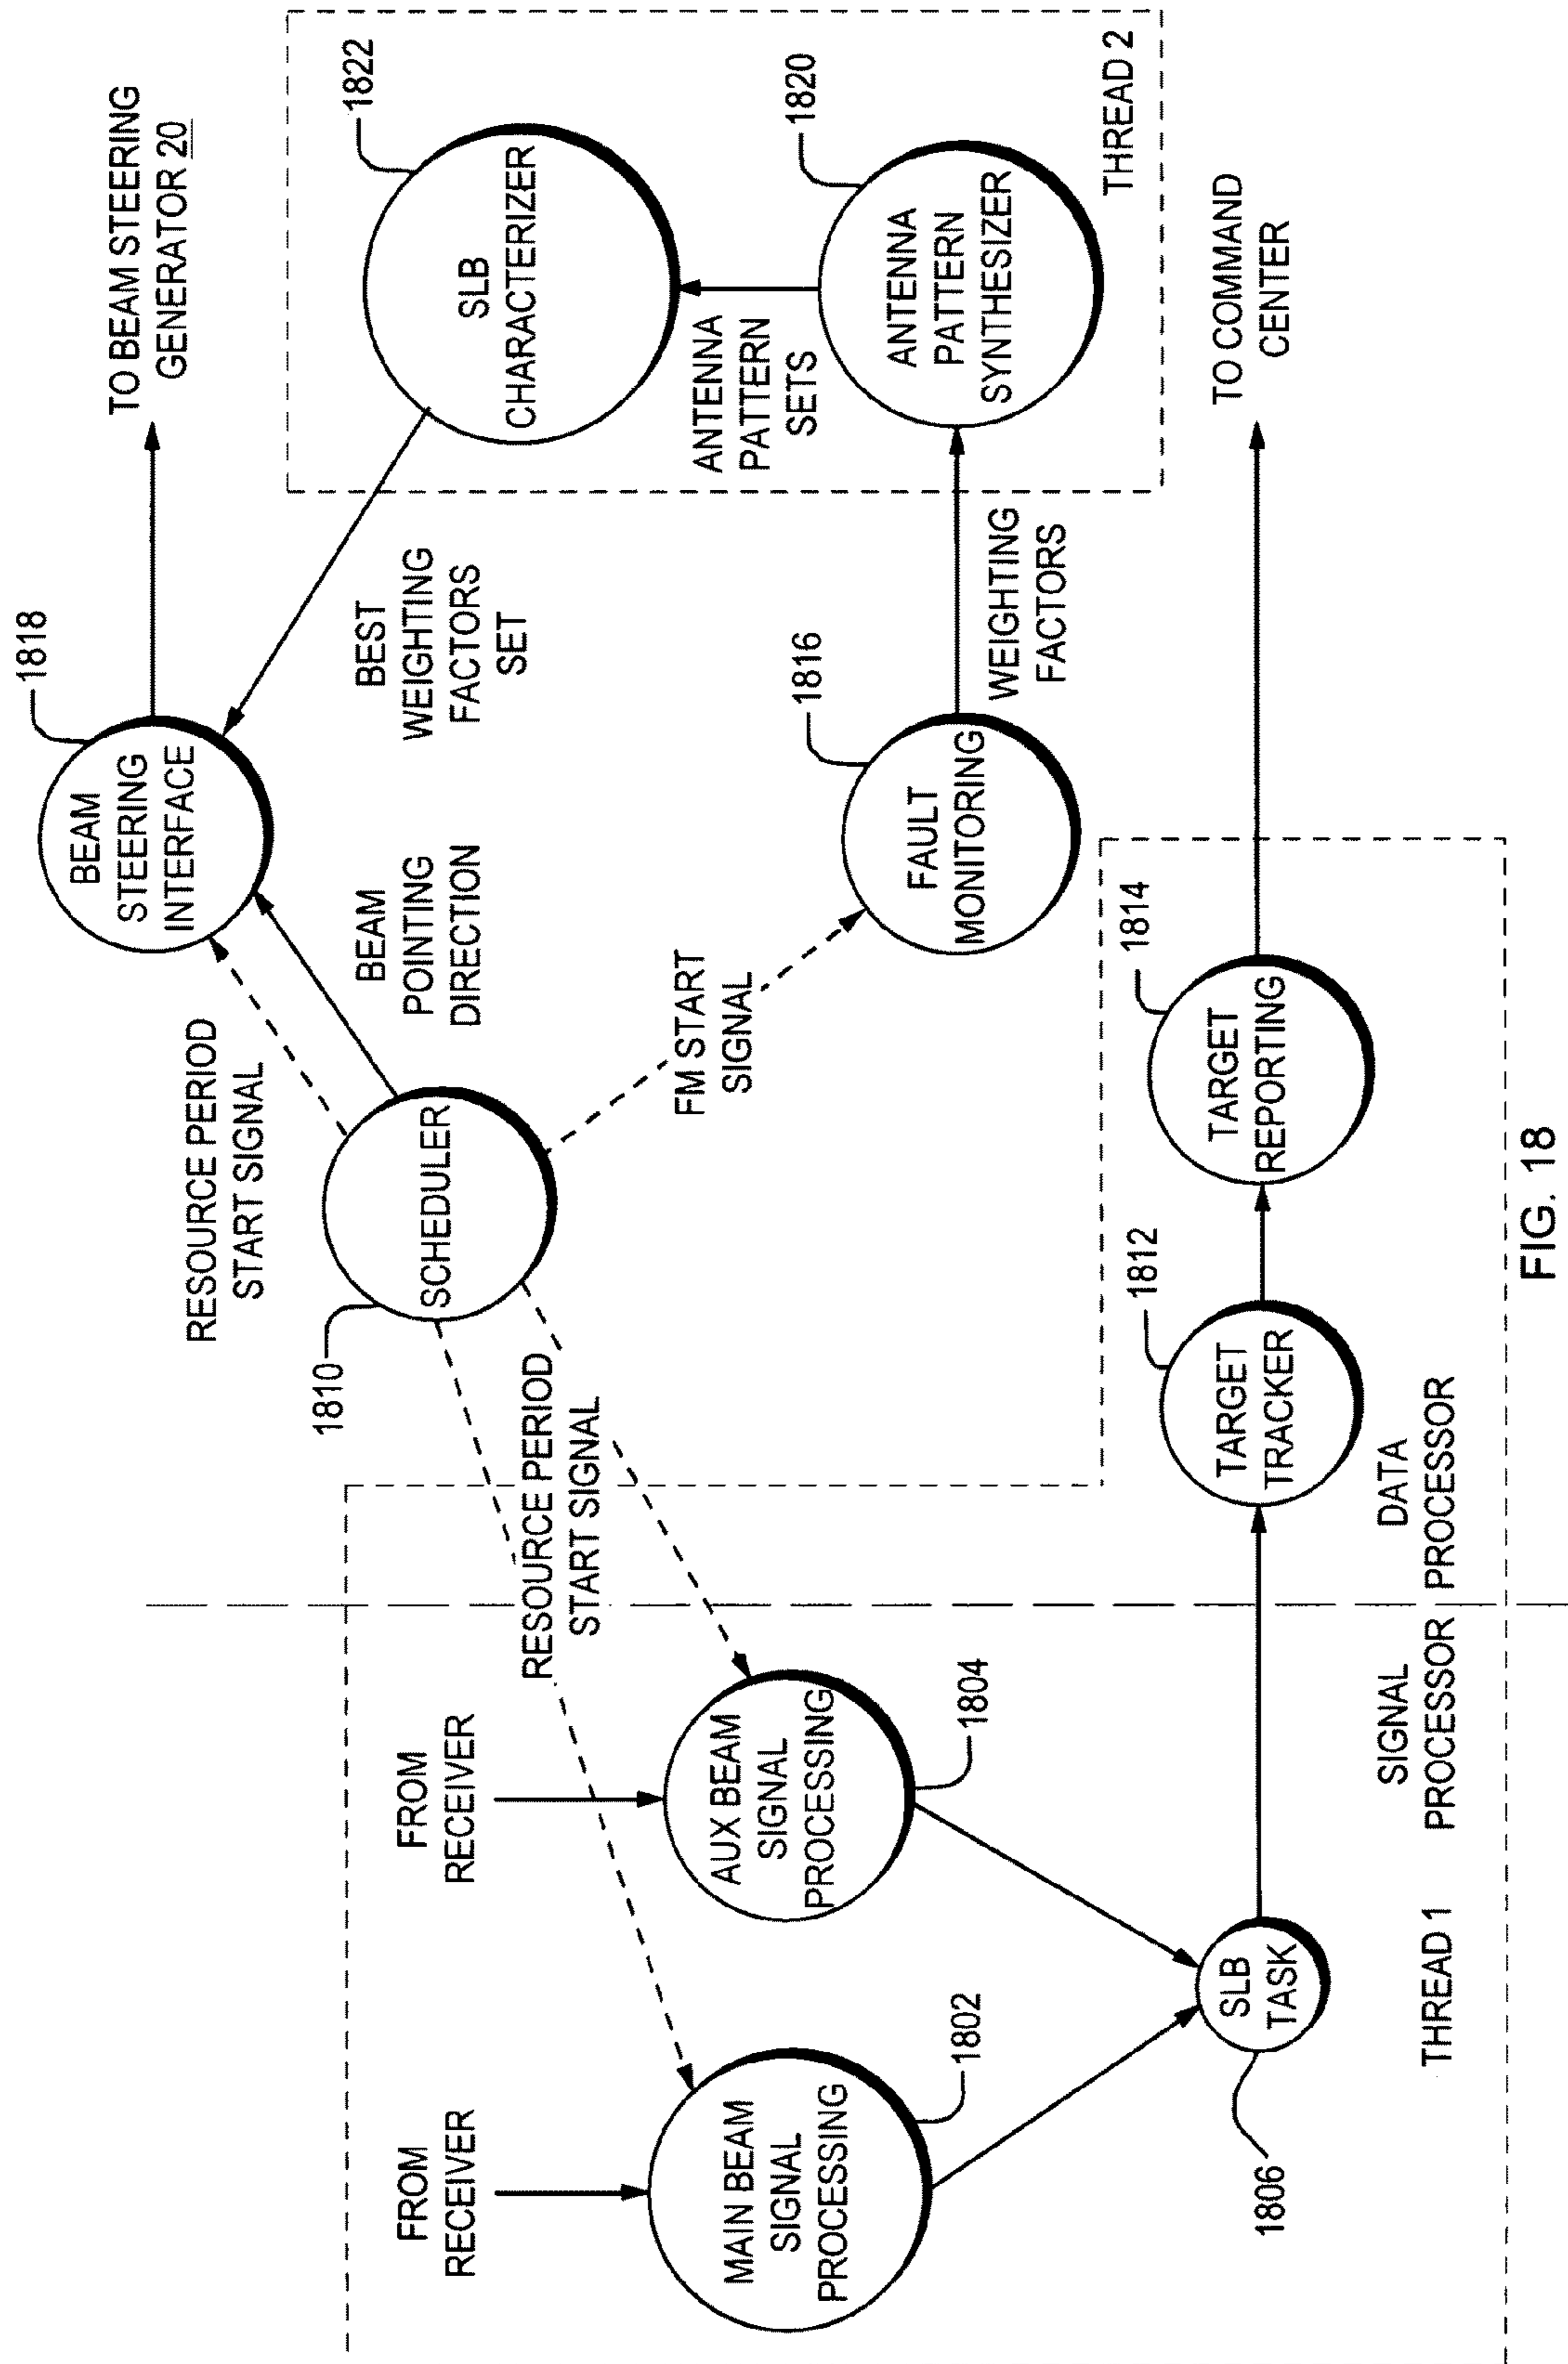 FROM
RECEIVER
MAIN BEAM
SIGNAL
PROCESSING
1802
FROM
RECEIVER
AUX BEAM
SIGNAL
PROCESSING
1804
SLB
TASK
1806
THREAD 1
SIGNAL
PROCESSOR
DATA
PROCESSOR
RESOURCE PERIOD
START SIGNAL
1810
SCHEDULER
RESOURCE PERIOD
START SIGNAL
BEAM
POINTING
DIRECTION
FM START
SIGNAL
TARGET
TRACKER
1812
TARGET
REPORTING
1814
TO COMMAND
CENTER
FAULT
MONITORING
1816
WEIGHTING
FACTORS
BEAM
STEERING
INTERFACE
1818
TO BEAM STEERING
GENERATOR 20
BEST
WEIGHTING
FACTORS
SET
SLB
CHARACTERIZER
1822
ANTENNA
PATTERN
SETS
ANTENNA
PATTERN
SYNTHESIZER
1820
THREAD 2
FIG. 18